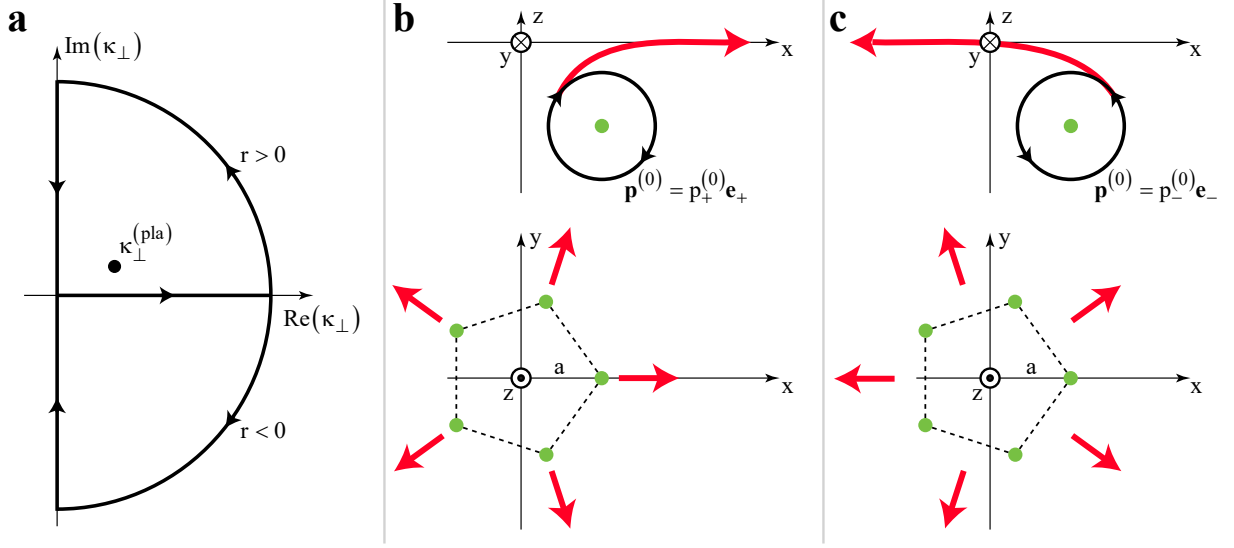 a
Im(κ⊥)
r > 0
κ⊥^(pla)
Re(κ⊥)
r < 0
b
z
y
x
p^(0) = p+^(0) e+
y
a
z
x
c
z
y
x
p^(0) = p−^(0) e−
y
a
z
x